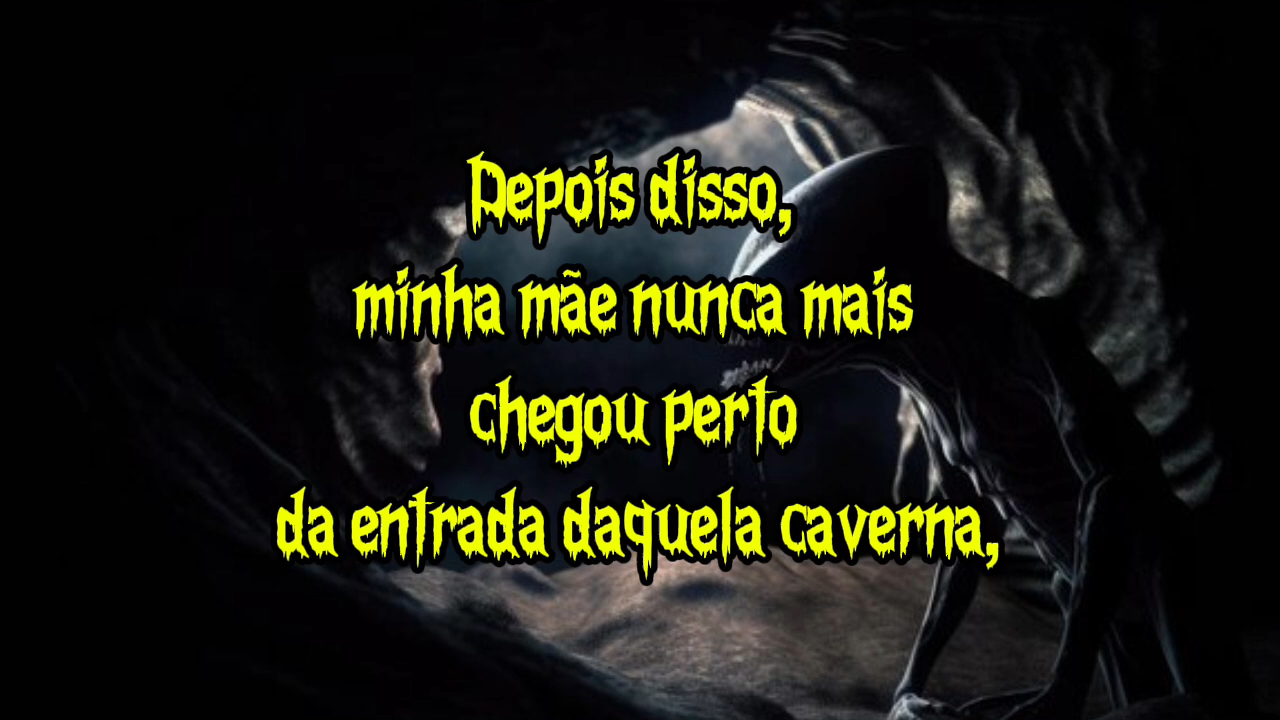 Depois disso,
minha mãe nunca mais
chegou perto
da entrada daquela caverna,